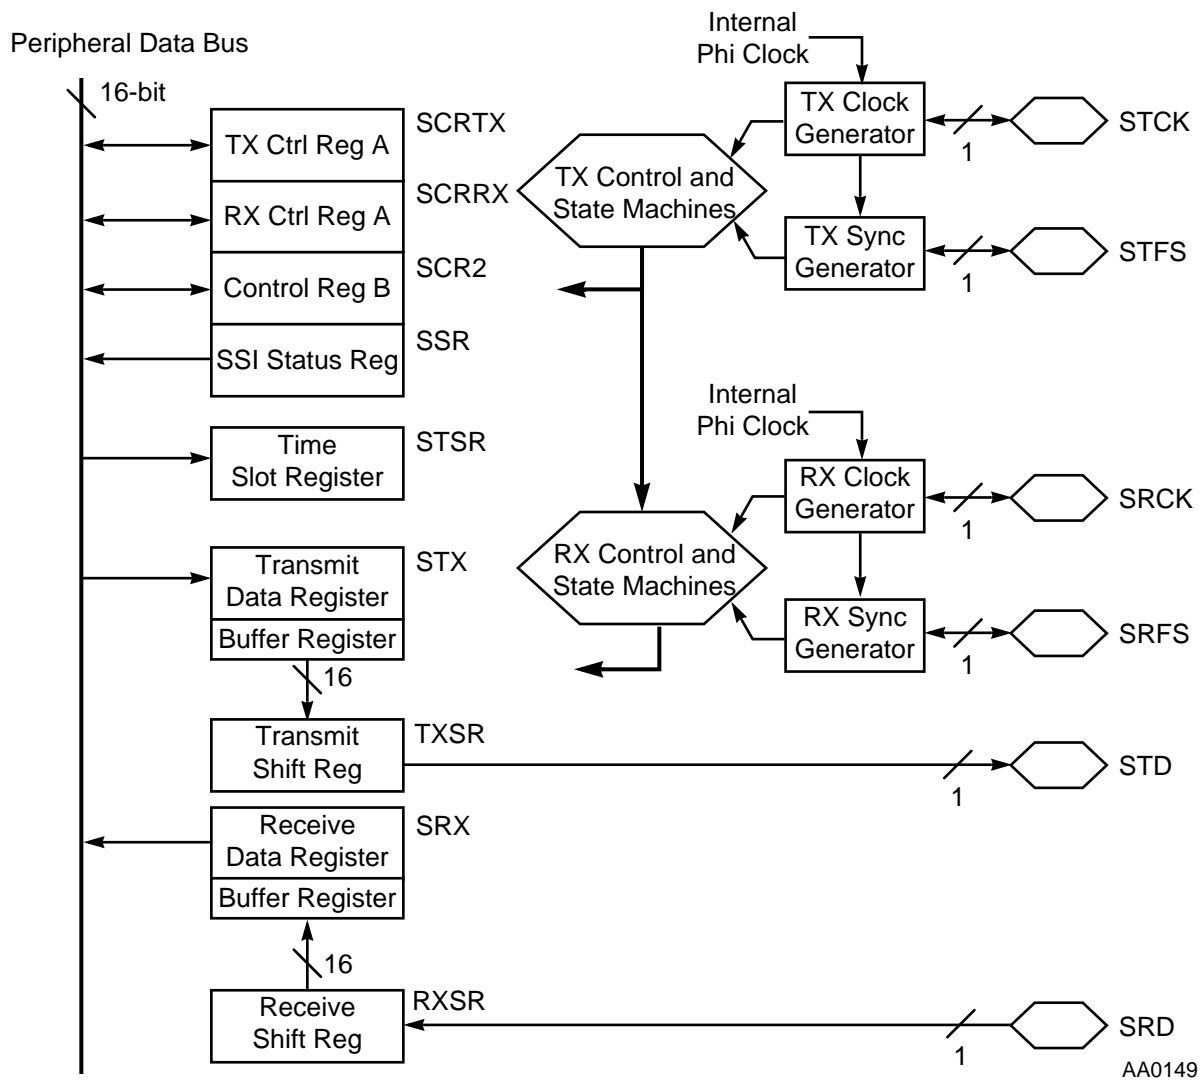 Peripheral Data Bus
16-bit
TX Ctrl Reg A
SCRTX
RX Ctrl Reg A
SCRRX
Control Reg B
SCR2
SSI Status Reg
SSR
Time
Slot Register
STSR
Transmit
Data Register
STX
Buffer Register
16
Transmit
Shift Reg
TXSR
Receive
Data Register
SRX
Buffer Register
16
Receive
Shift Reg
RXSR
Internal
Phi Clock
TX Clock
Generator
1
STCK
TX Control and
State Machines
TX Sync
Generator
1
STFS
Internal
Phi Clock
RX Clock
Generator
1
SRCK
RX Control and
State Machines
RX Sync
Generator
1
SRFS
1
STD
1
SRD
AA0149